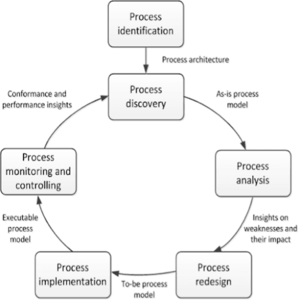 Process
identification
Process architecture
Process
discovery
Conformance and
performance insights
As-is process
model
Process
monitoring and
controlling
Process
analysis
Executable
process
model
Insights on
weaknesses and
their impact
Process
implementation
To-be process
model
Process
redesign